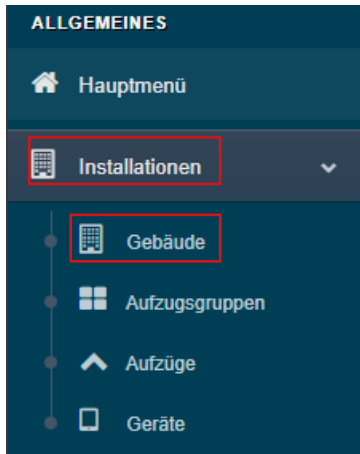 ALLGEMEINES
Hauptmenü
Installationen
Gebäude
Aufzugsgruppen
Aufzüge
Geräte